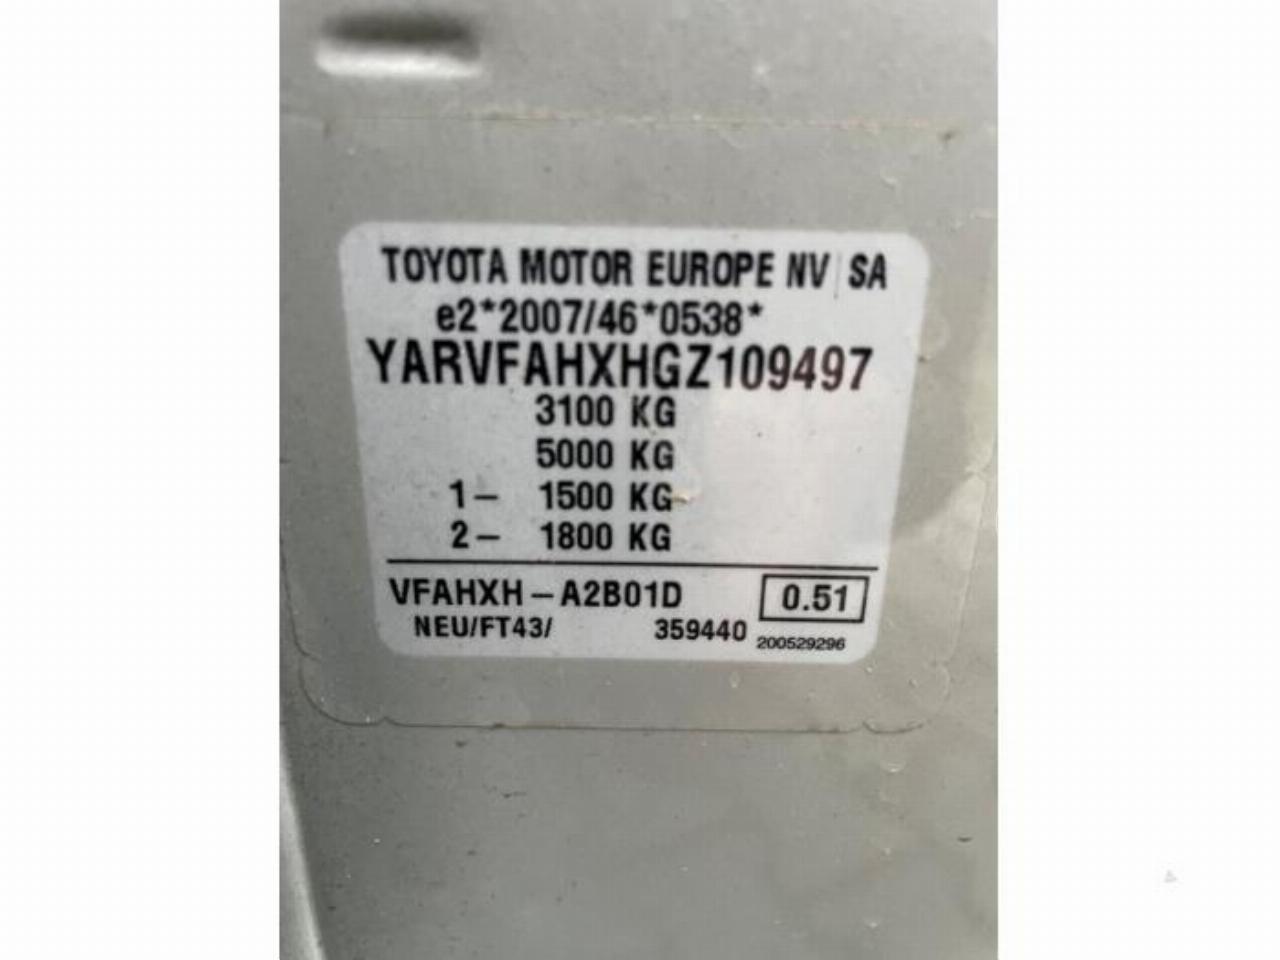 TOYOTA MOTOR EUROPE NV SA
e2*2007/46*0538*
YARVFAHXHGZ109497
3100 KG
5000 KG
1- 1500 KG
2- 1800 KG
VFAHXH-A2B01D 0.51
NEU/FT43/ 359440 200529296